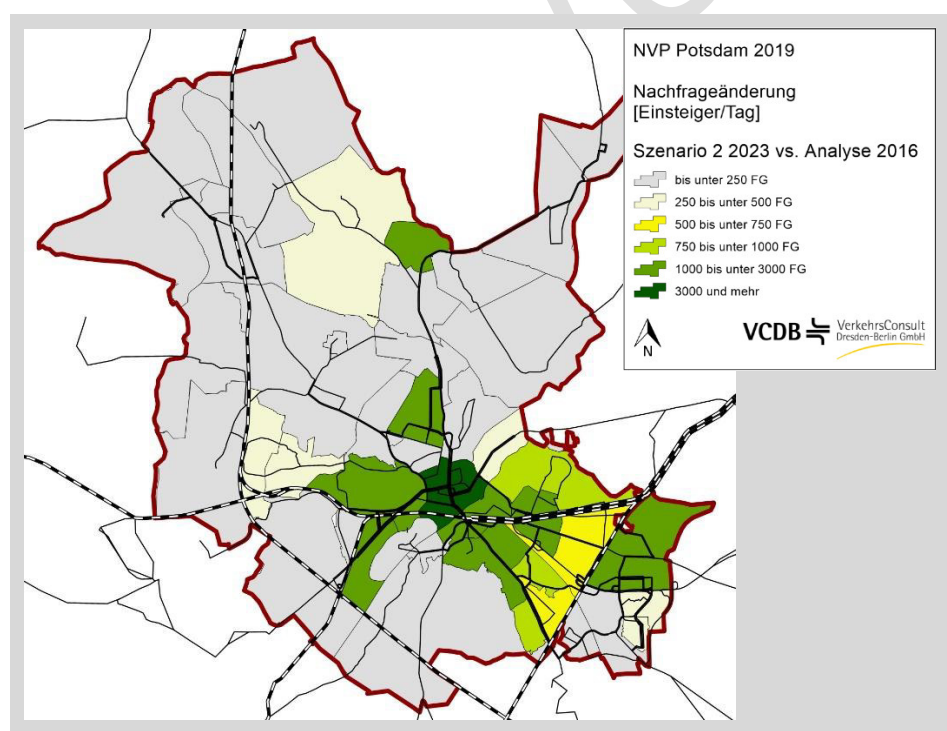 NVP Potsdam 2019
Nachfrageänderung
[Einsteiger/Tag]
Szenario 2 2023 vs. Analyse 2016
bis unter 250 FG
250 bis unter 500 FG
500 bis unter 750 FG
750 bis unter 1000 FG
1000 bis unter 3000 FG
3000 und mehr
N
VCDB
VerkehrsConsult
Dresden-Berlin GmbH